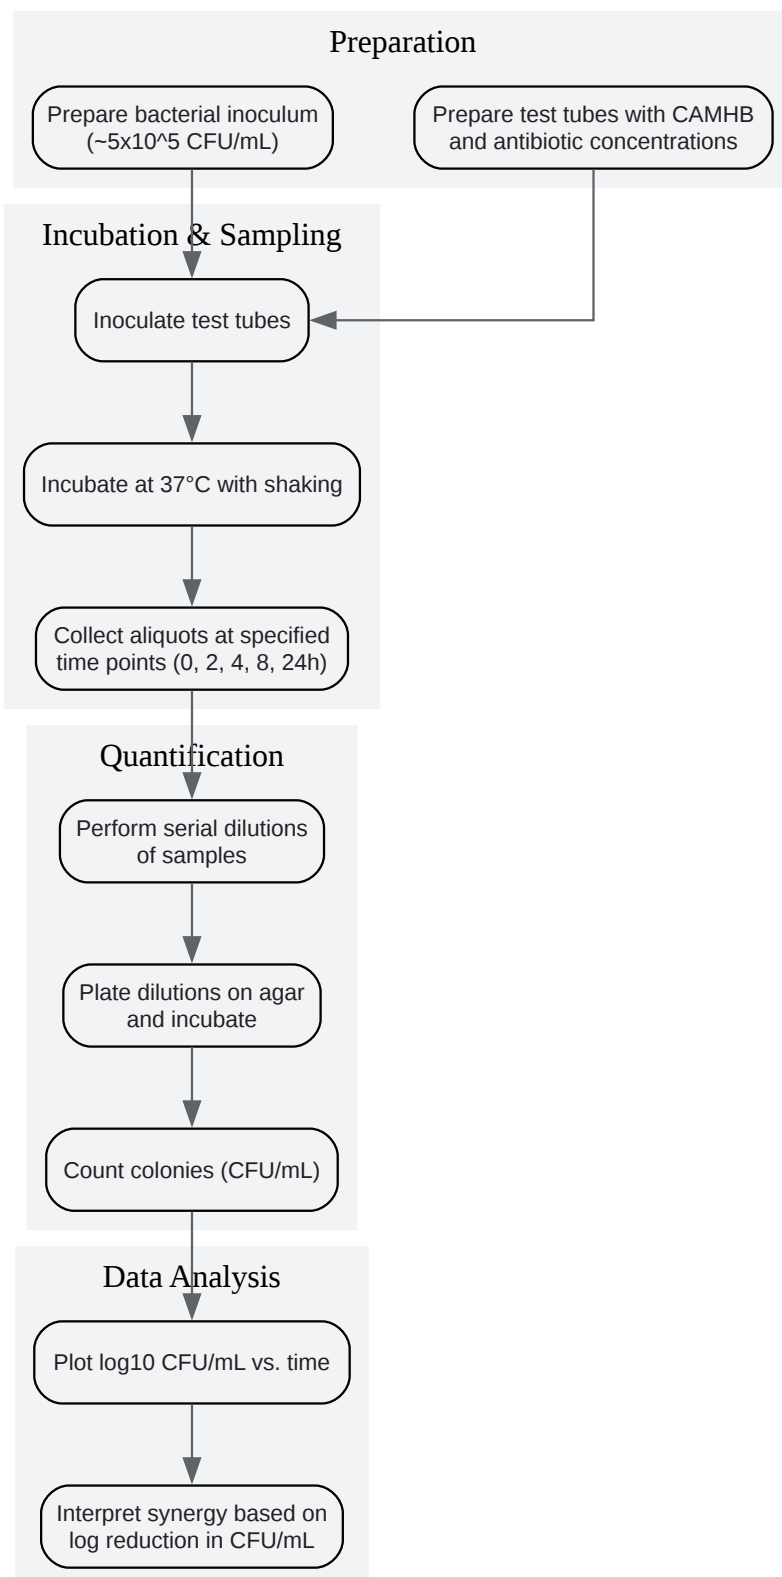 Preparation
Prepare bacterial inoculum
(~5x10^5 CFU/mL)
Prepare test tubes with CAMHB
and antibiotic concentrations
Incubation & Sampling
Inoculate test tubes
Incubate at 37°C with shaking
Collect aliquots at specified
time points (0, 2, 4, 8, 24h)
Quantification
Perform serial dilutions
of samples
Plate dilutions on agar
and incubate
Count colonies (CFU/mL)
Data Analysis
Plot log10 CFU/mL vs. time
Interpret synergy based on
log reduction in CFU/mL